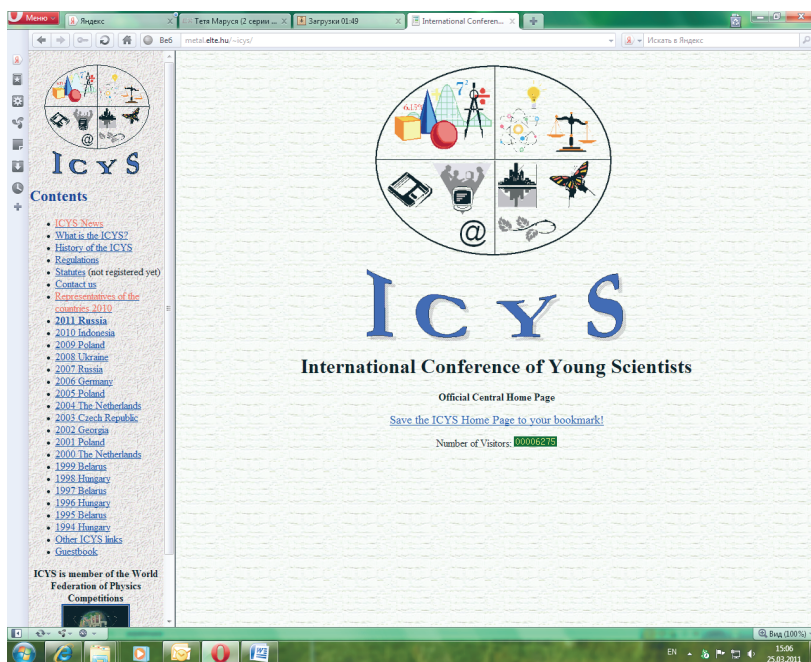 Меню
Яндекс
Тетя Маруся (2 серии ...
Загрузки 01:49
International Conferen...
Веб
metal.elte.hu/~icys/
Искать в Яндекс
6,15%
7²
@
ICYS
Contents
ICYS News
What is the ICYS?
History of the ICYS
Regulations
Statutes (not registered yet)
Contact us
Representatives of the
countries 2010
2011 Russia
2010 Indonesia
2009 Poland
2008 Ukraine
2007 Russia
2006 Germany
2005 Poland
2004 The Netherlands
2003 Czech Republic
2002 Georgia
2001 Poland
2000 The Netherlands
1999 Belarus
1998 Hungary
1997 Belarus
1996 Hungary
1995 Belarus
1994 Hungary
Other ICYS links
Guestbook
ICYS is member of the World
Federation of Physics
Competitions
7²
@
ICYS
International Conference of Young Scientists
Official Central Home Page
Save the ICYS Home Page to your bookmark!
Number of Visitors: 00006275
Вид (100%)
EN
15:06
25.03.2011